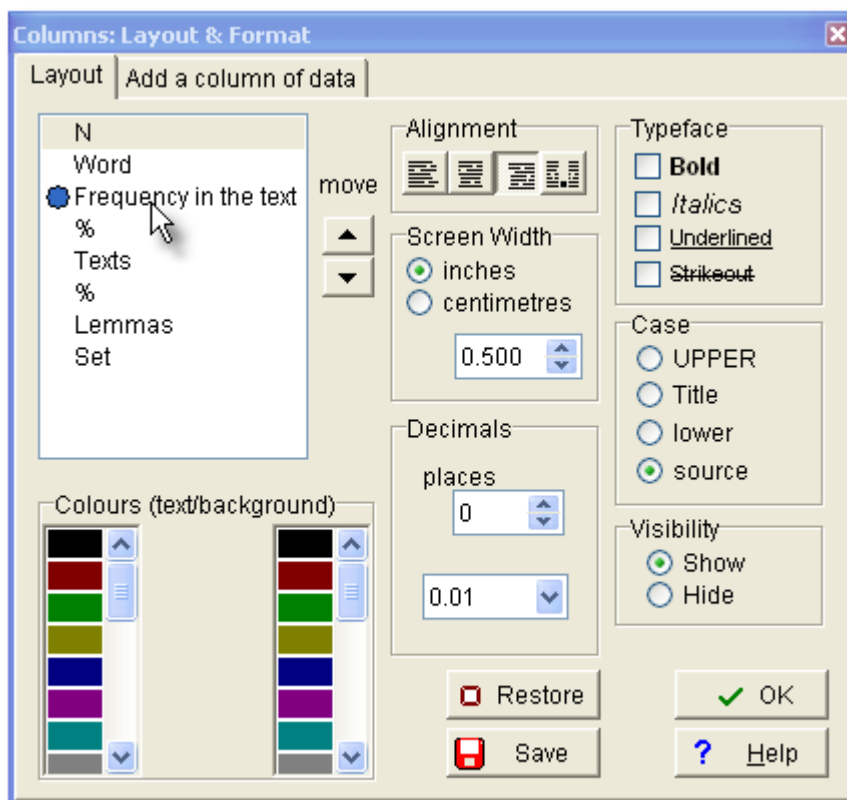 Columns: Layout & Format
Layout
Add a column of data
N
Word
Frequency in the text
%
Texts
%
Lemmas
Set
move
Alignment
Screen Width
inches
centimetres
0.500
Decimals
places
0
0.01
Typeface
Bold
Italics
Underlined
Strikeout
Case
UPPER
Title
lower
source
Visibility
Show
Hide
Colours (text/background)
Restore
OK
Save
? Help